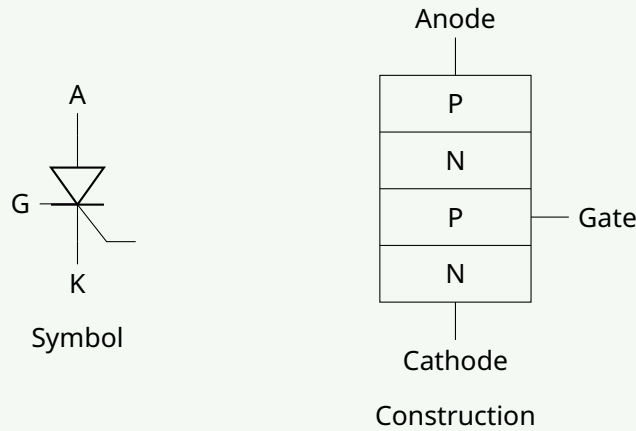 A
G
K
Symbol
Anode
P
N
P
Gate
N
Cathode
Construction